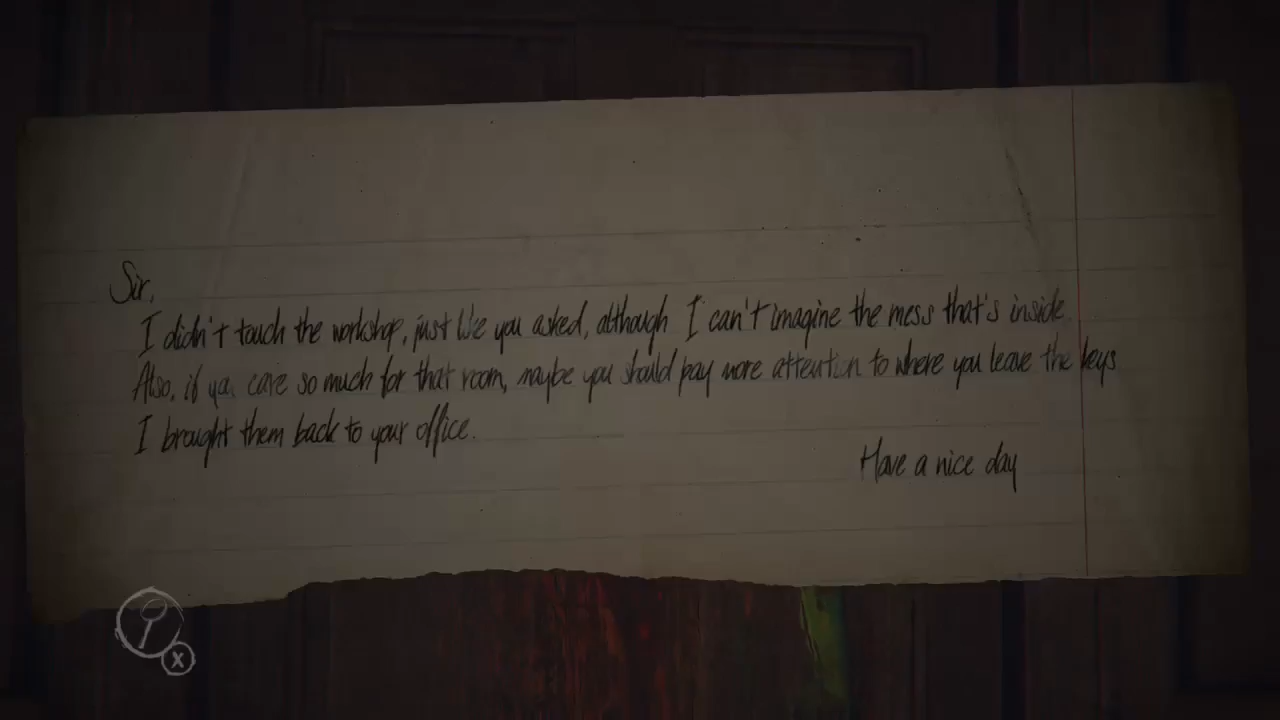 Sir,
I didn't touch the workshop, just like you asked, although I can't imagine the mess that's inside.
Also, if you care so much for that room, maybe you should pay more attention to where you leave the keys
I brought them back to your office.
Have a nice day
X